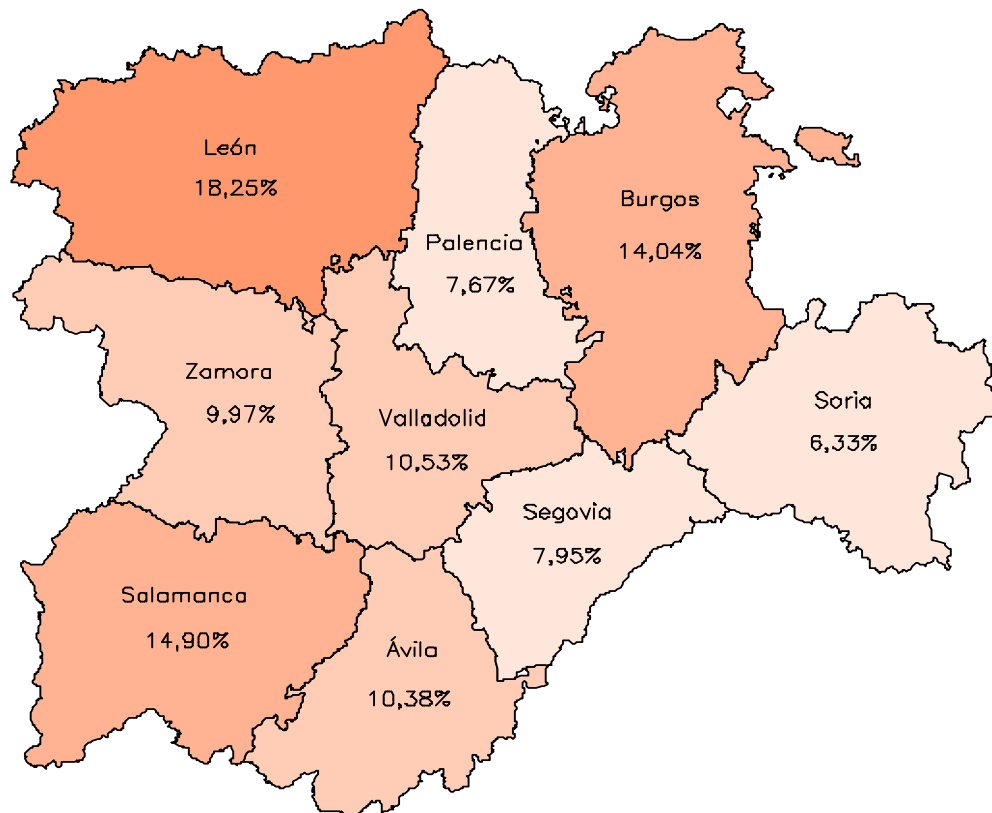 León
18,25%
Burgos
14,04%
Palencia
7,67%
Zamora
9,97%
Valladolid
10,53%
Soria
6,33%
Segovia
7,95%
Salamanca
14,90%
Ávila
10,38%